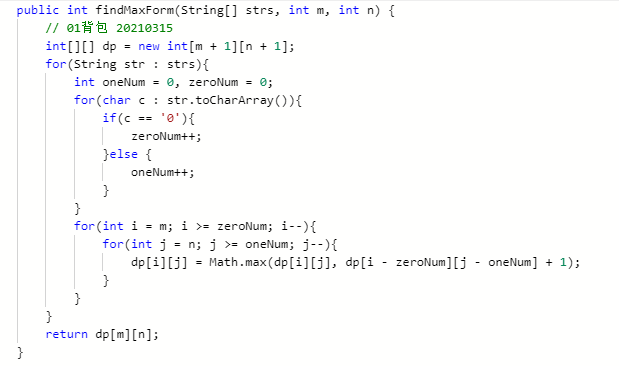 public int findMaxForm(String[] strs, int m, int n) {
    // 01背包 20210315
    int[][] dp = new int[m + 1][n + 1];
    for(String str : strs){
        int oneNum = 0, zeroNum = 0;
        for(char c : str.toCharArray()){
            if(c == '0'){
                zeroNum++;
            }else {
                oneNum++;
            }
        }
        for(int i = m; i >= zeroNum; i--){
            for(int j = n; j >= oneNum; j--){
                dp[i][j] = Math.max(dp[i][j], dp[i - zeroNum][j - oneNum] + 1);
            }
        }
    }
    return dp[m][n];
}